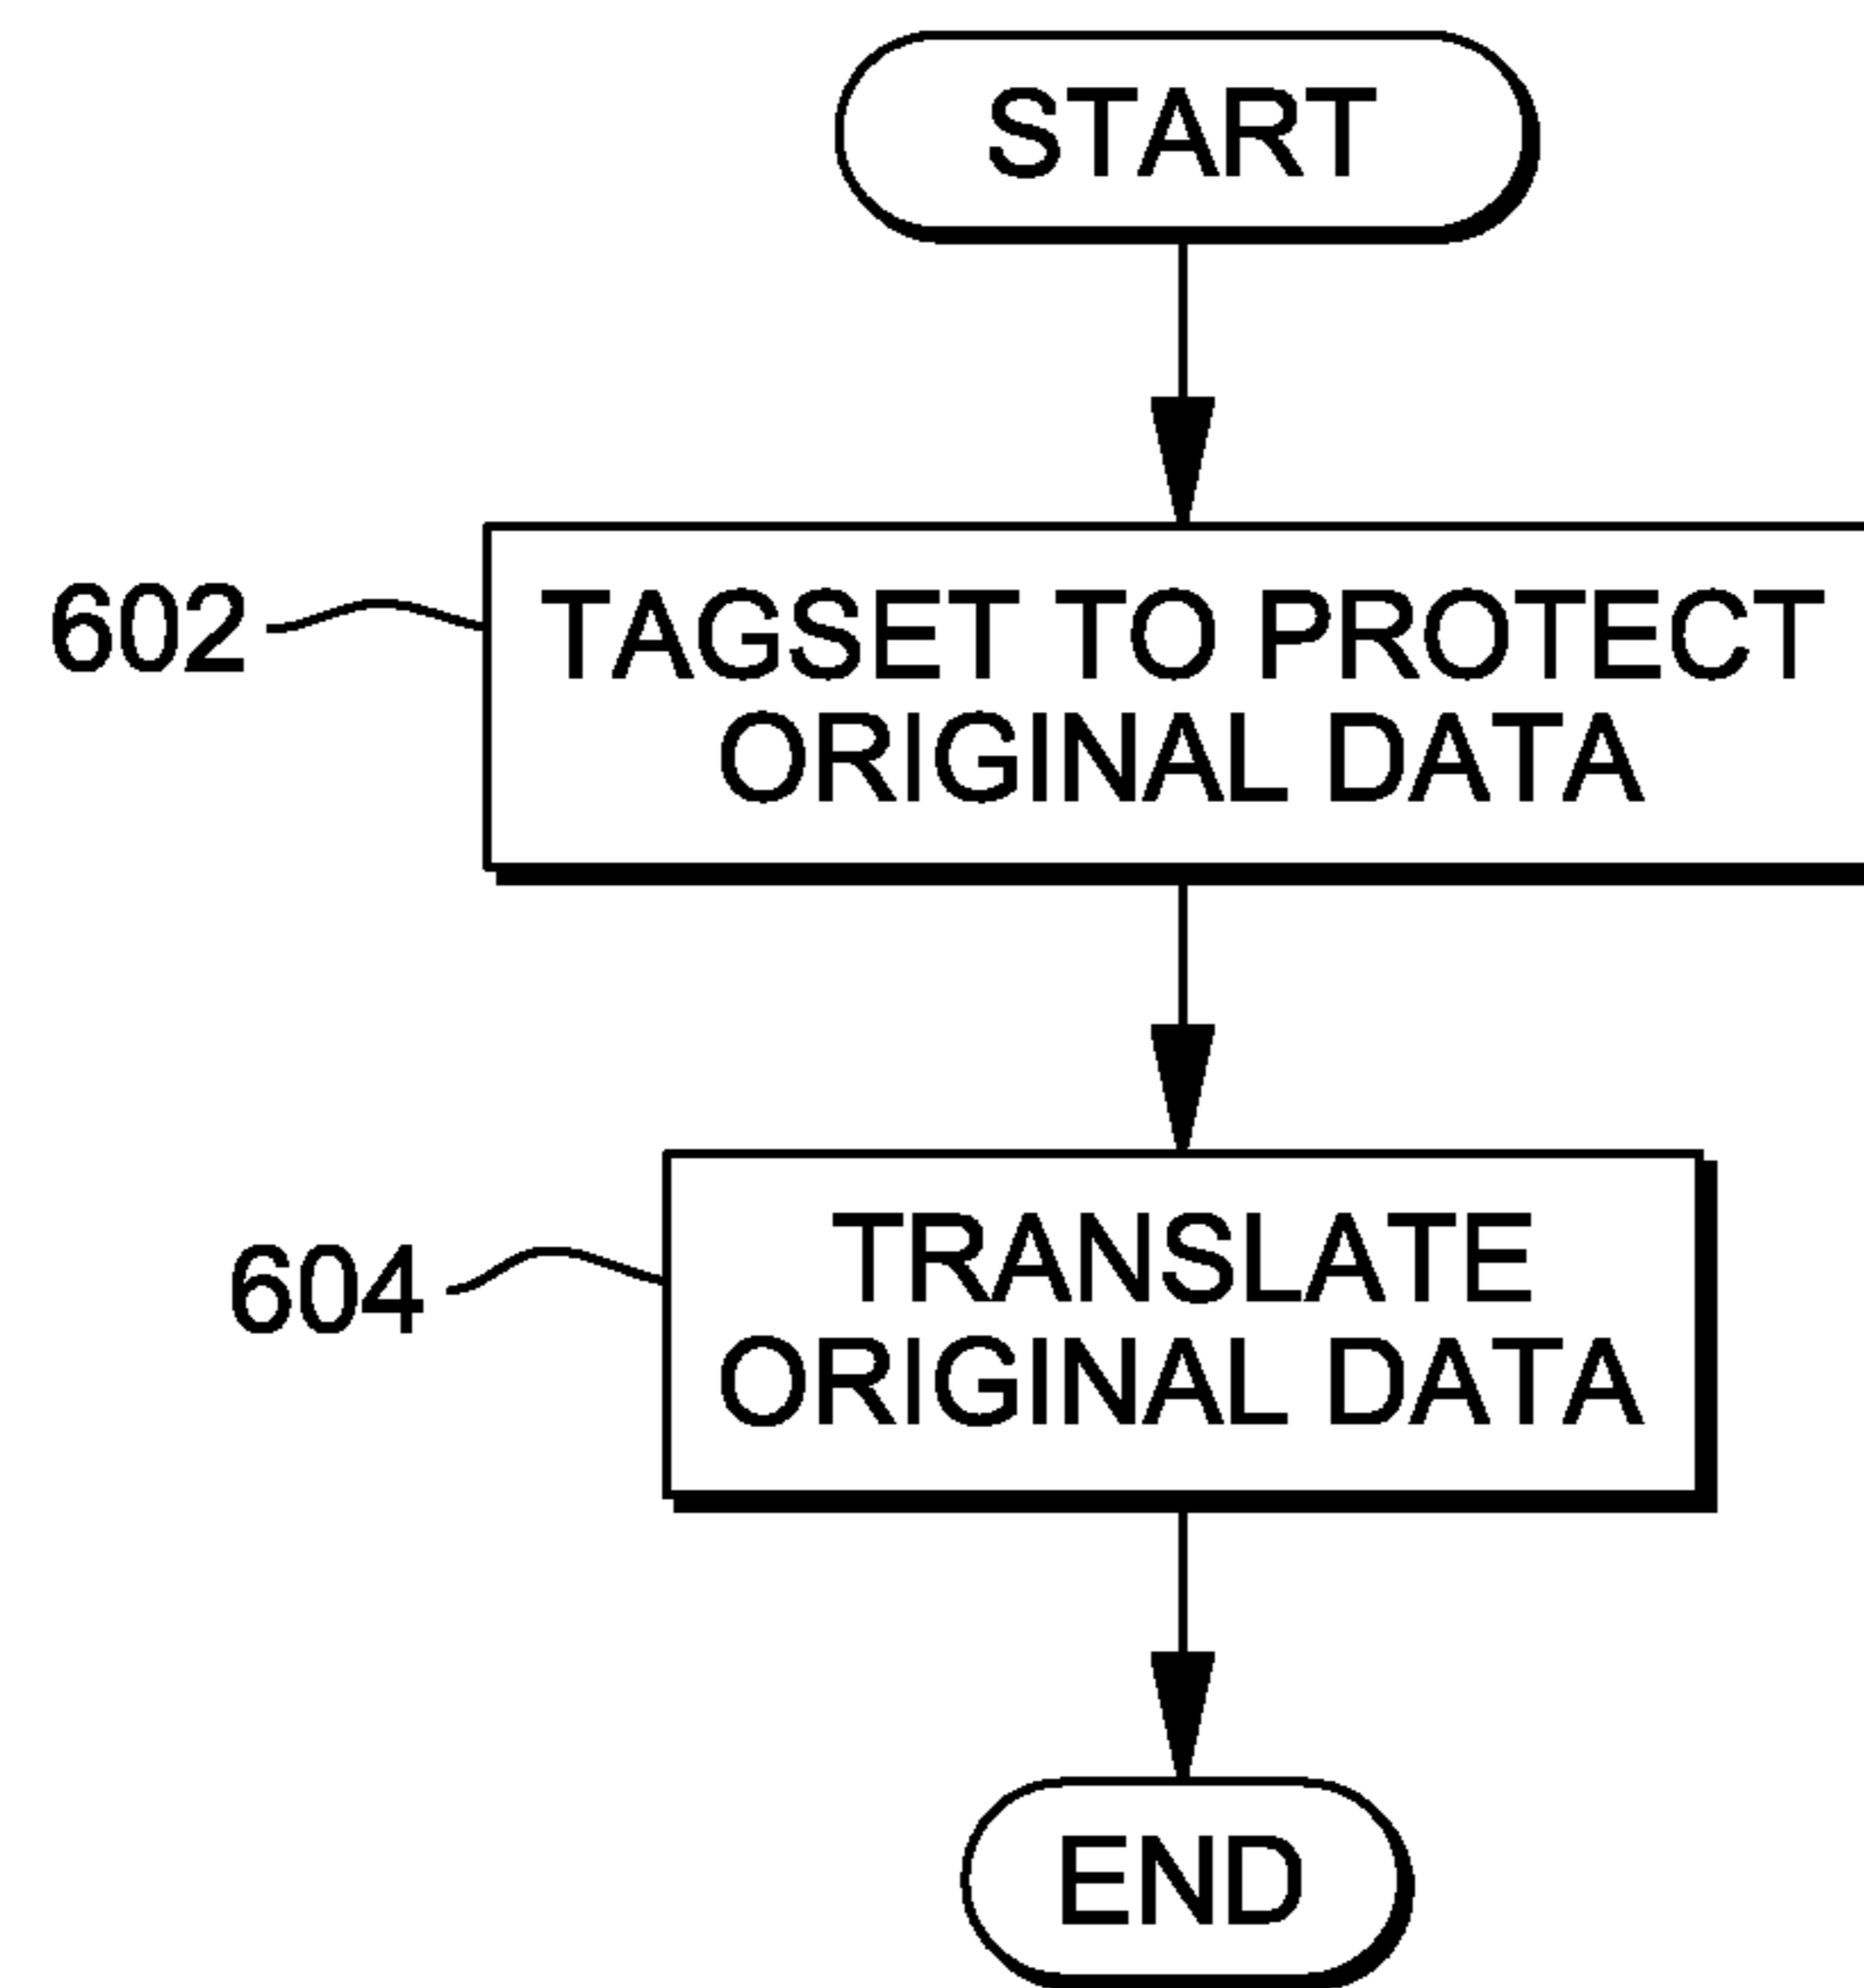 START
602
TAGSET TO PROTECT
ORIGINAL DATA
604
TRANSLATE
ORIGINAL DATA
END